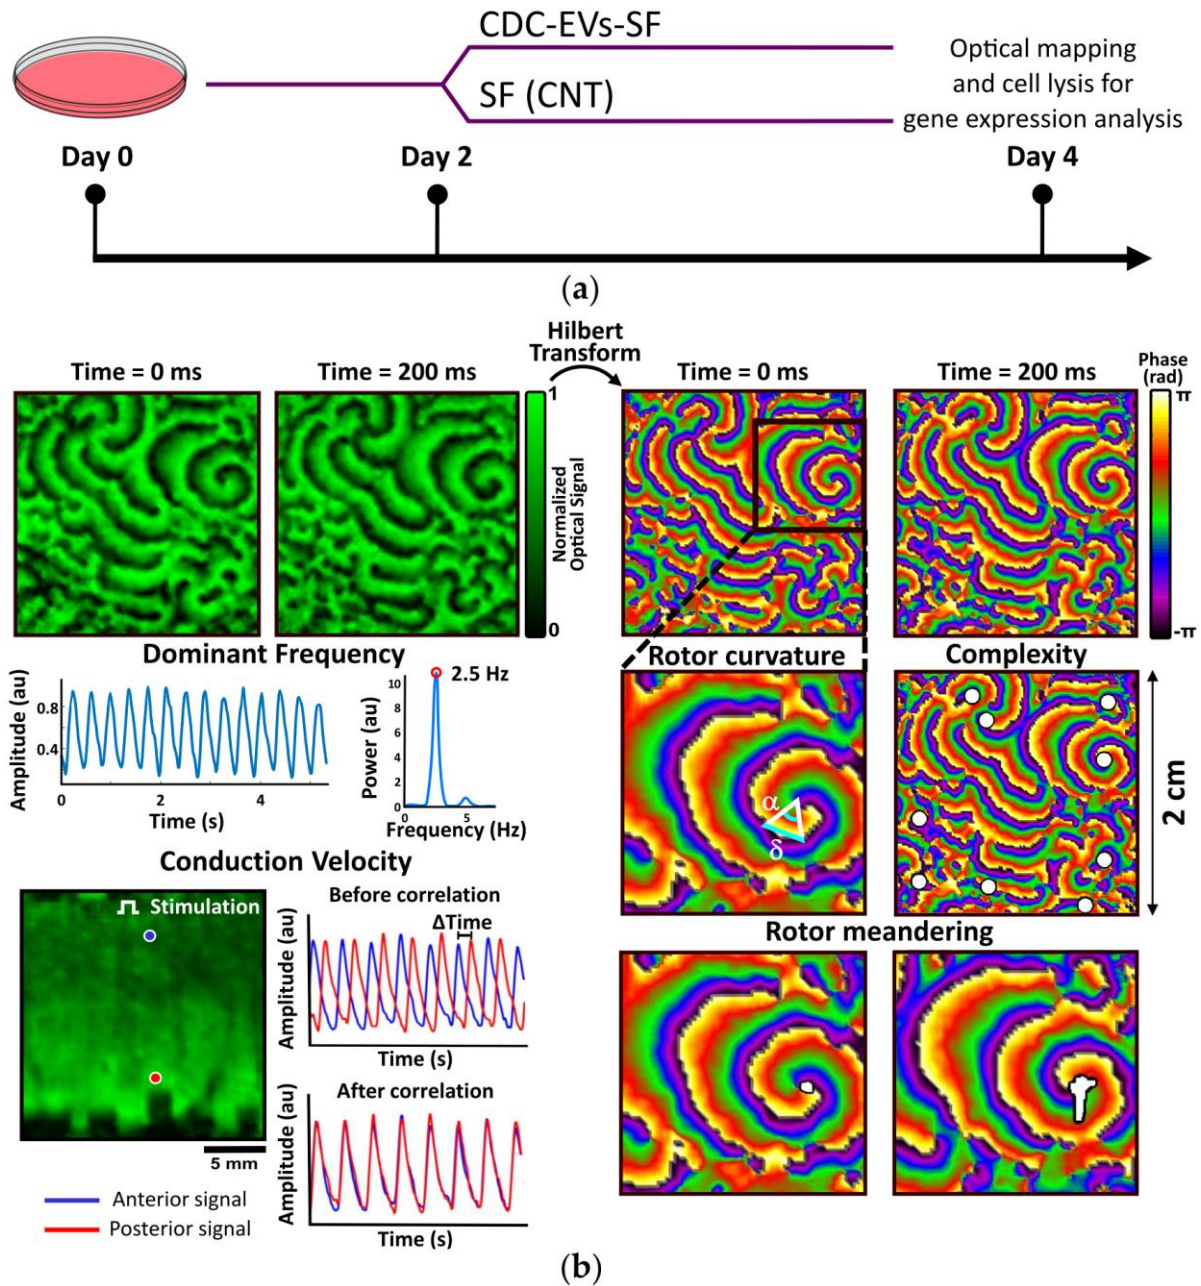 CDC-EVs-SF
SF (CNT)
Optical mapping
and cell lysis for
gene expression analysis
Day 0
Day 2
Day 4
(a)
Hilbert
Transform
Time = 0 ms
Time = 200 ms
1
Normalized
Optical Signal
0
Time = 0 ms
Time = 200 ms
Phase
(rad)
π
-π
Dominant Frequency
Amplitude (au)
0.8
0.4
0
2
4
Time (s)
Power (au)
10
8
6
4
2
0
2.5 Hz
0
5
Frequency (Hz)
Rotor curvature
α
δ
Complexity
2 cm
Conduction Velocity
Stimulation
5 mm
Anterior signal
Posterior signal
Before correlation
ΔTime
Amplitude (au)
Time (s)
After correlation
Amplitude (au)
Time (s)
Rotor meandering
(b)